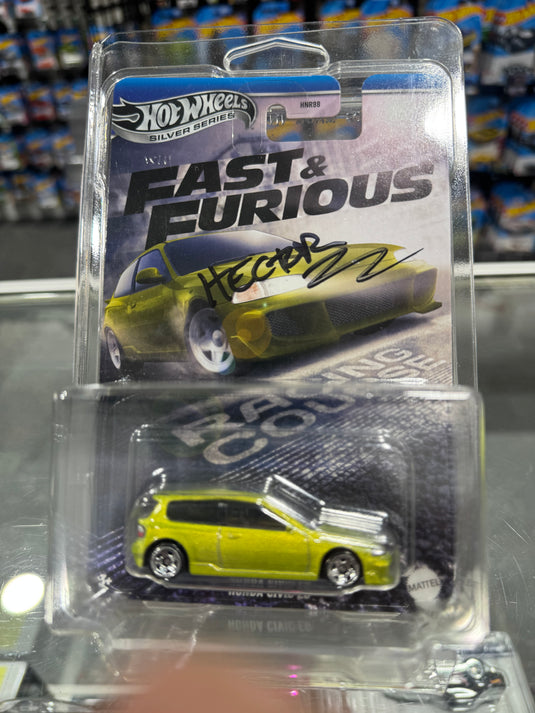 HOT WHEELS
SILVER SERIES
HNR88
FAST &
FURIOUS
HECTOR
RACING
COURSE
MATTEL
HONDA CIVIC EG